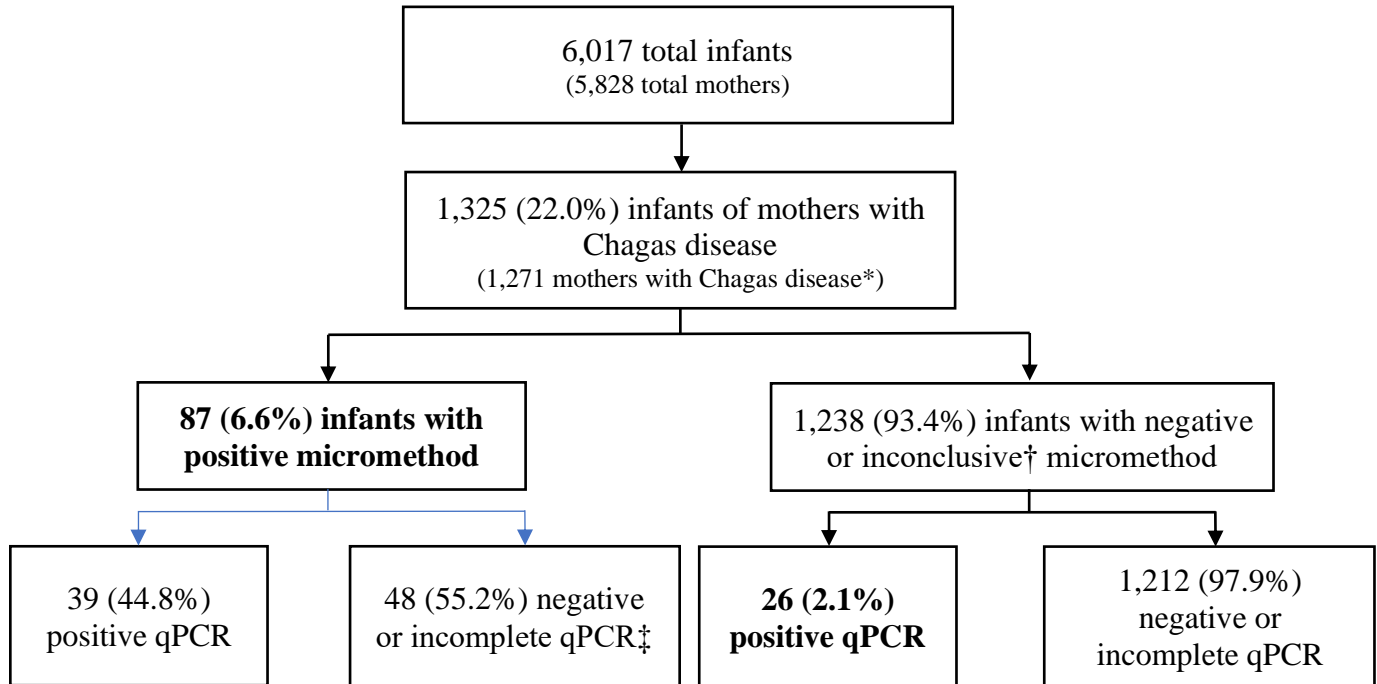 6,017 total infants
(5,828 total mothers)
1,325 (22.0%) infants of mothers with
Chagas disease
(1,271 mothers with Chagas disease*)
87 (6.6%) infants with
positive micromethod
1,238 (93.4%) infants with negative
or inconclusive† micromethod
39 (44.8%)
positive qPCR
48 (55.2%) negative
or incomplete qPCR‡
26 (2.1%)
positive qPCR
1,212 (97.9%)
negative or
incomplete qPCR